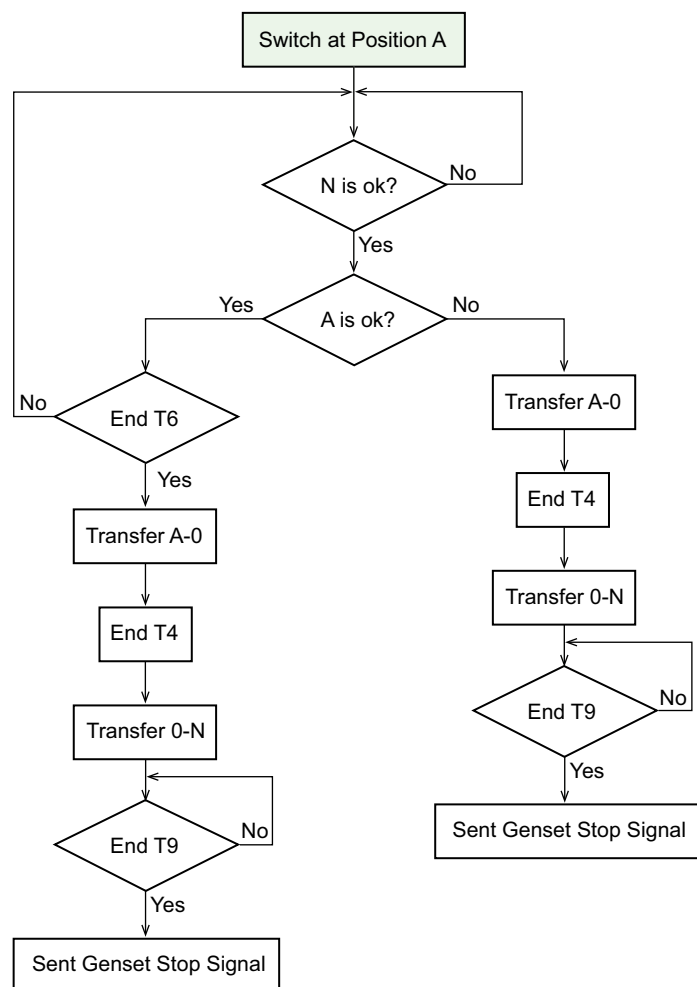 Switch at Position A
N is ok?
No
Yes
A is ok?
Yes
No
End T6
No
Yes
Transfer A-0
End T4
Transfer 0-N
End T9
No
Yes
Sent Genset Stop Signal
Transfer A-0
End T4
Transfer 0-N
End T9
No
Yes
Sent Genset Stop Signal